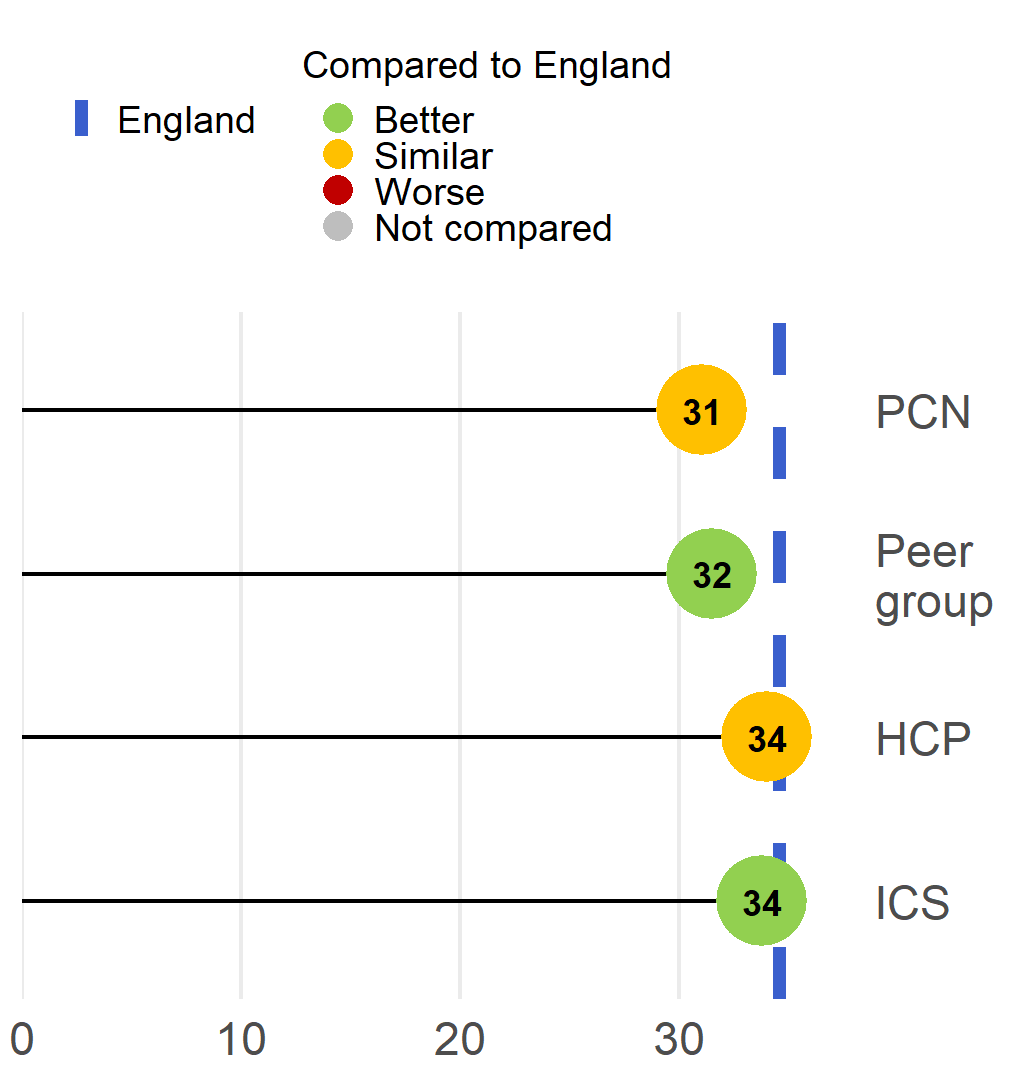 Compared to England
England
Better
Similar
Worse
Not compared
31
PCN
32
Peer
group
34
HCP
34
ICS
0 10 20 30